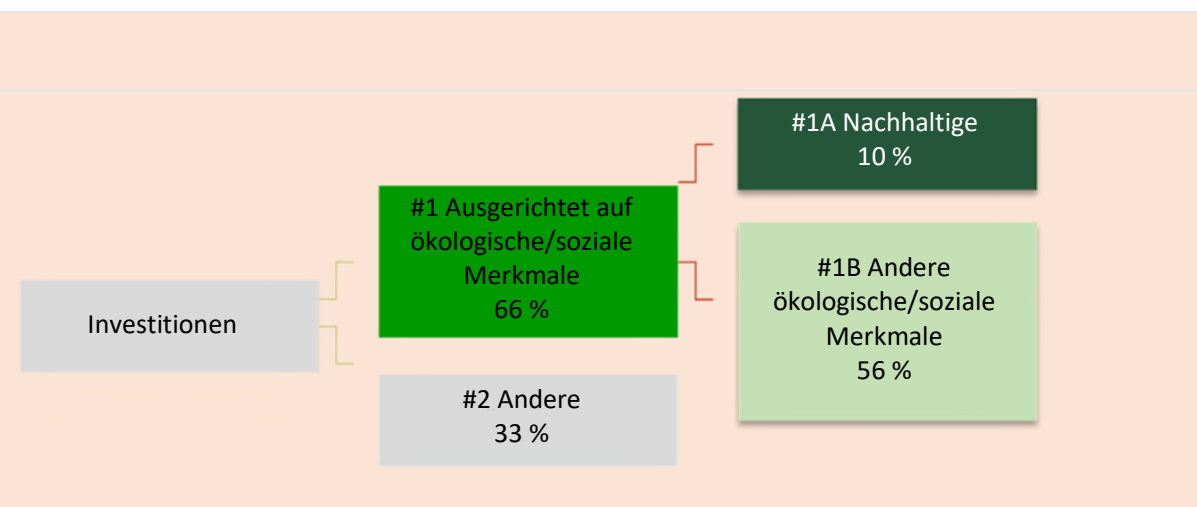 #1A Nachhaltige
10 %
#1 Ausgerichtet auf
ökologische/soziale
Merkmale
66 %
#1B Andere
ökologische/soziale
Merkmale
56 %
Investitionen
#2 Andere
33 %